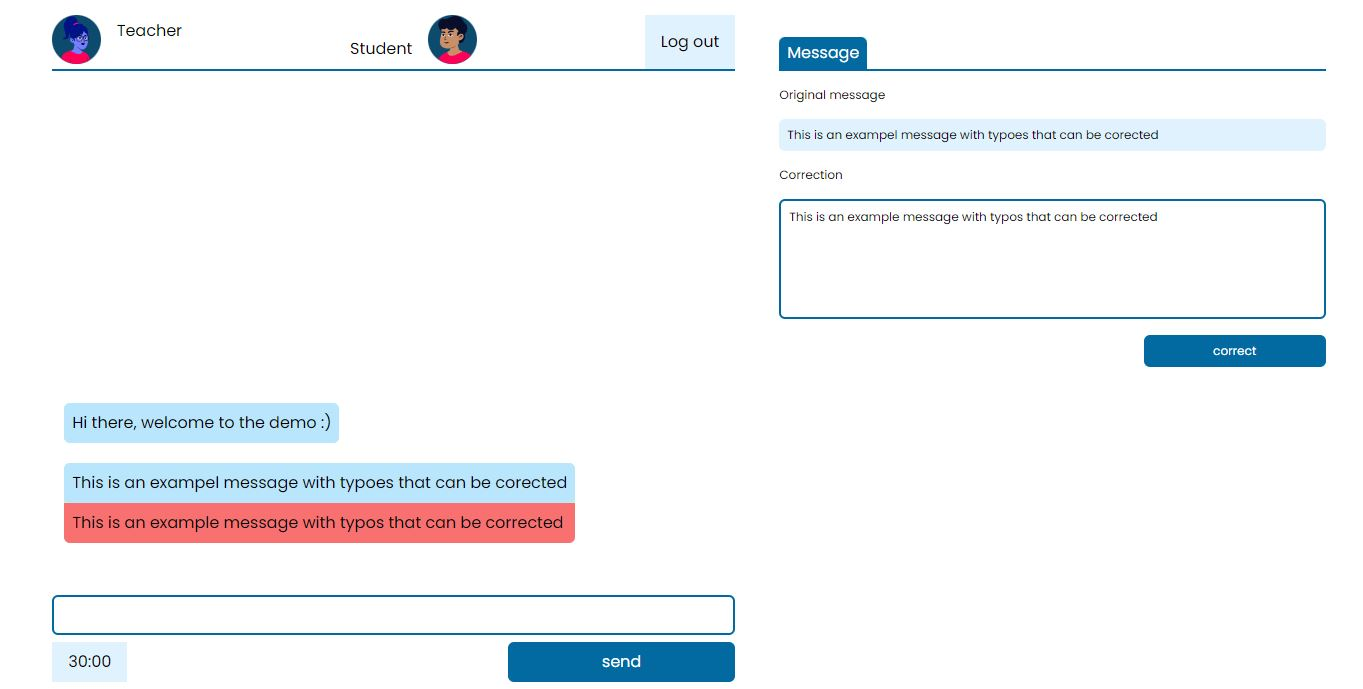 Teacher
Student
Log out
Hi there, welcome to the demo :)
This is an exampel message with typoes that can be corected
This is an example message with typos that can be corrected
30:00
send
Message
Original message
This is an exampel message with typoes that can be corected
Correction
This is an example message with typos that can be corrected
correct